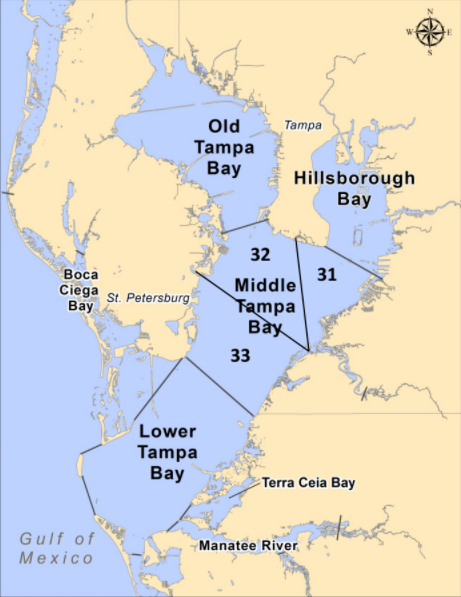 N
W E
S
Old
Tampa
Bay
Tampa
Hillsborough
Bay
32
31
Middle
Tampa
Bay
33
Boca
Ciega
Bay
St. Petersburg
Lower
Tampa
Bay
Terra Ceia Bay
Gulf of
Mexico
Manatee River